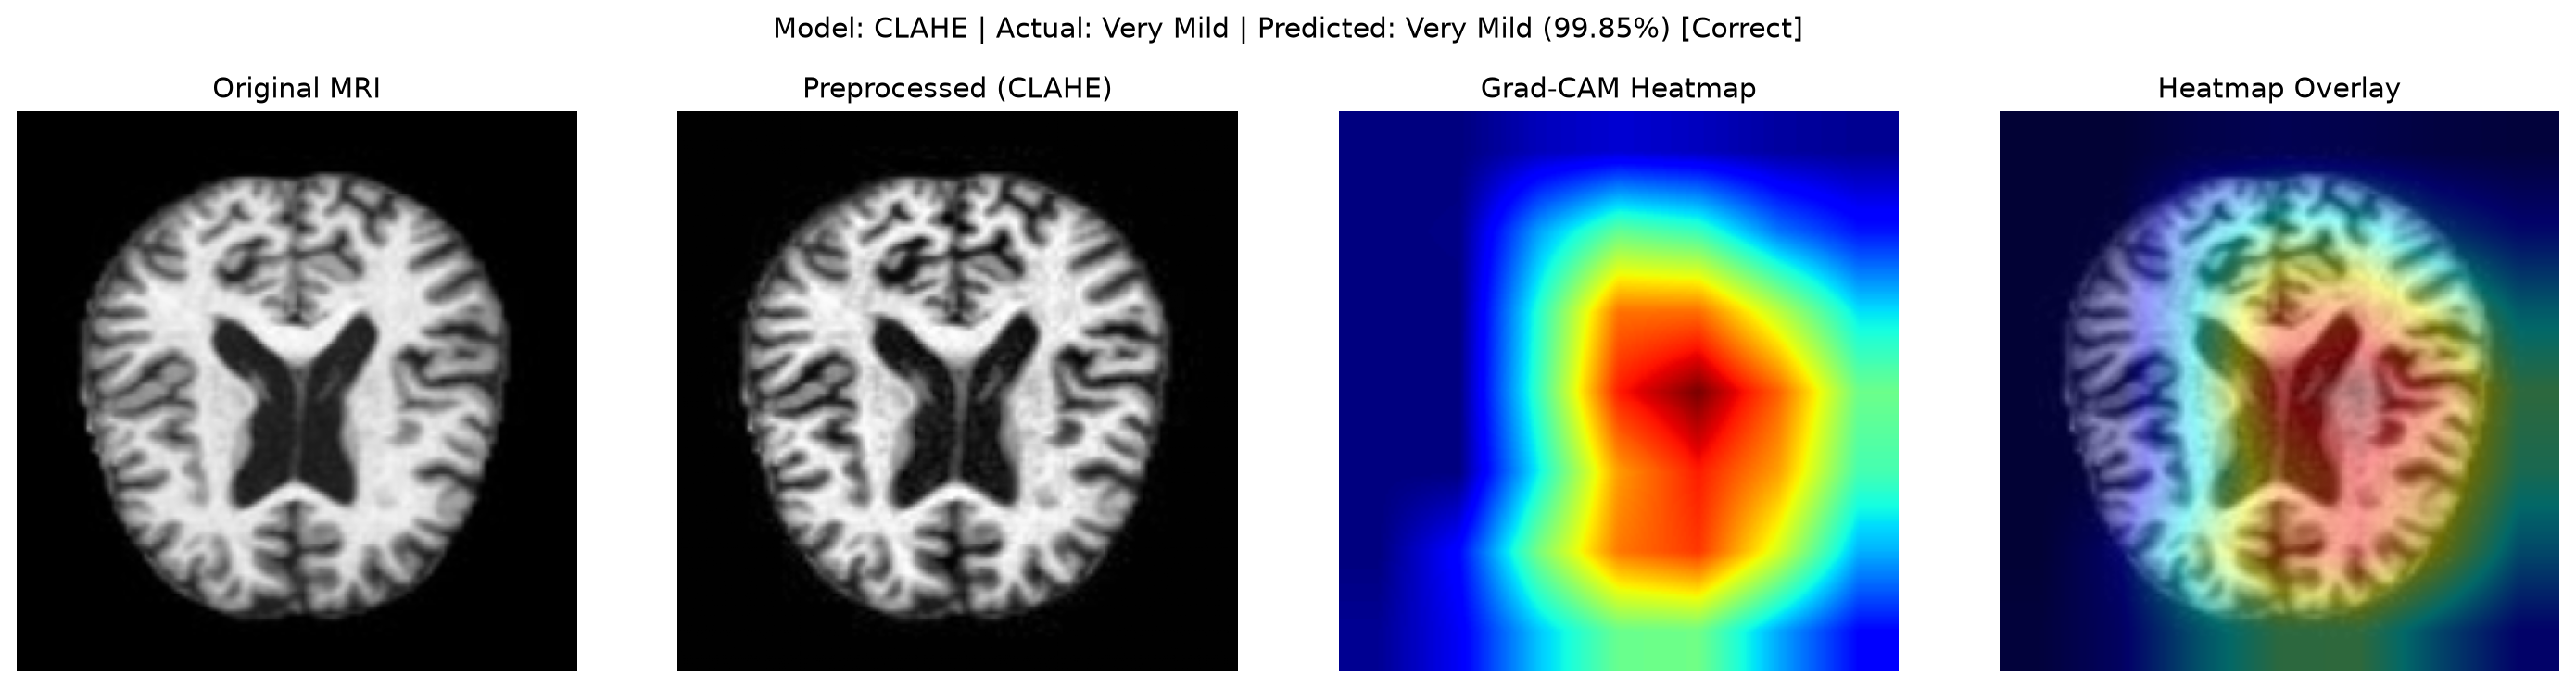 Model: CLAHE | Actual: Very Mild | Predicted: Very Mild (99.85%) [Correct]
Original MRI
Preprocessed (CLAHE)
Grad-CAM Heatmap
Heatmap Overlay